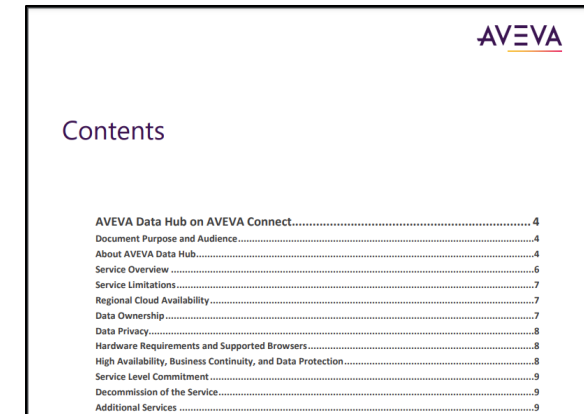 AVEVA
Contents
AVEVA Data Hub on AVEVA Connect.................................................................... 4
Document Purpose and Audience....................................................................................................4
About AVEVA Data Hub..................................................................................................................4
Service Overview ..........................................................................................................................6
Service Limitations........................................................................................................................7
Regional Cloud Availability.............................................................................................................7
Data Ownership............................................................................................................................7
Data Privacy.................................................................................................................................8
Hardware Requirements and Supported Browsers..........................................................................8
High Availability, Business Continuity, and Data Protection..............................................................8
Service Level Commitment............................................................................................................9
Decommission of the Service..........................................................................................................9
Additional Services .......................................................................................................................9